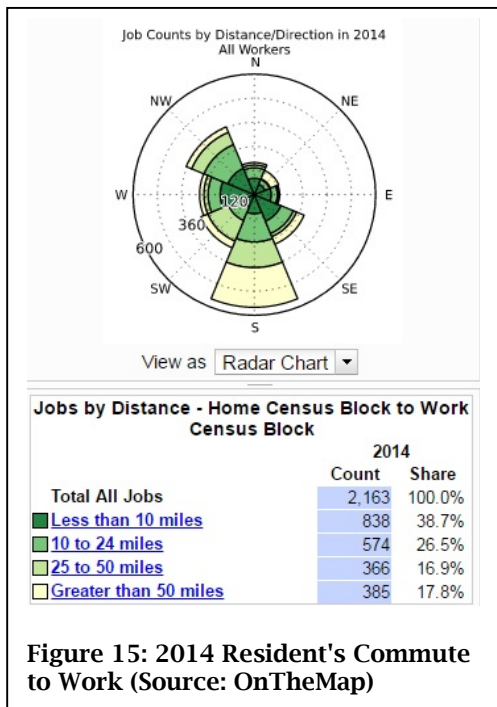 Job Counts by Distance/Direction in 2014
All Workers
N
NW
NE
W
E
120
360
600
SW
SE
S
View as Radar Chart
Jobs by Distance - Home Census Block to Work
Census Block
2014
Count Share
Total All Jobs 2,163 100.0%
Less than 10 miles 838 38.7%
10 to 24 miles 574 26.5%
25 to 50 miles 366 16.9%
Greater than 50 miles 385 17.8%
Figure 15: 2014 Resident's Commute
to Work (Source: OnTheMap)